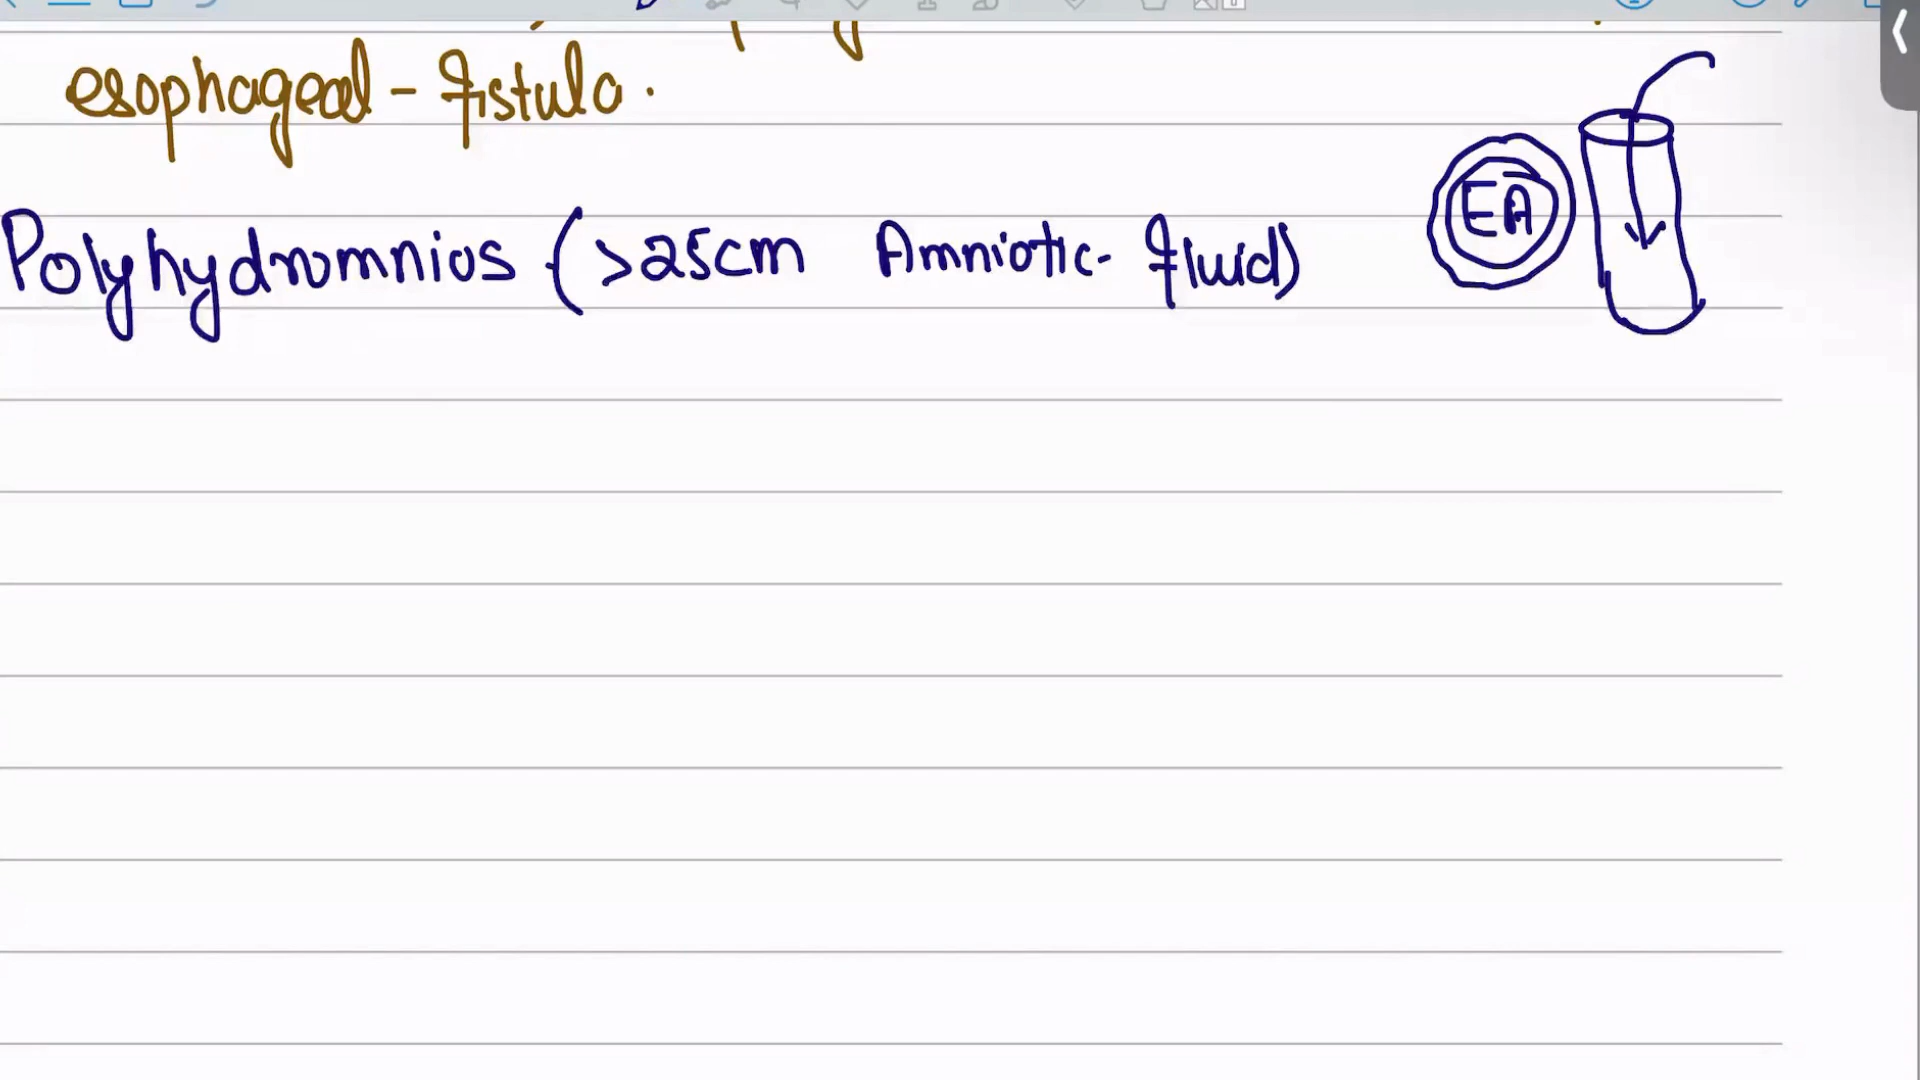 esophageal - fistula.
EA
Polyhydromnios (>25cm Amniotic- fluid)